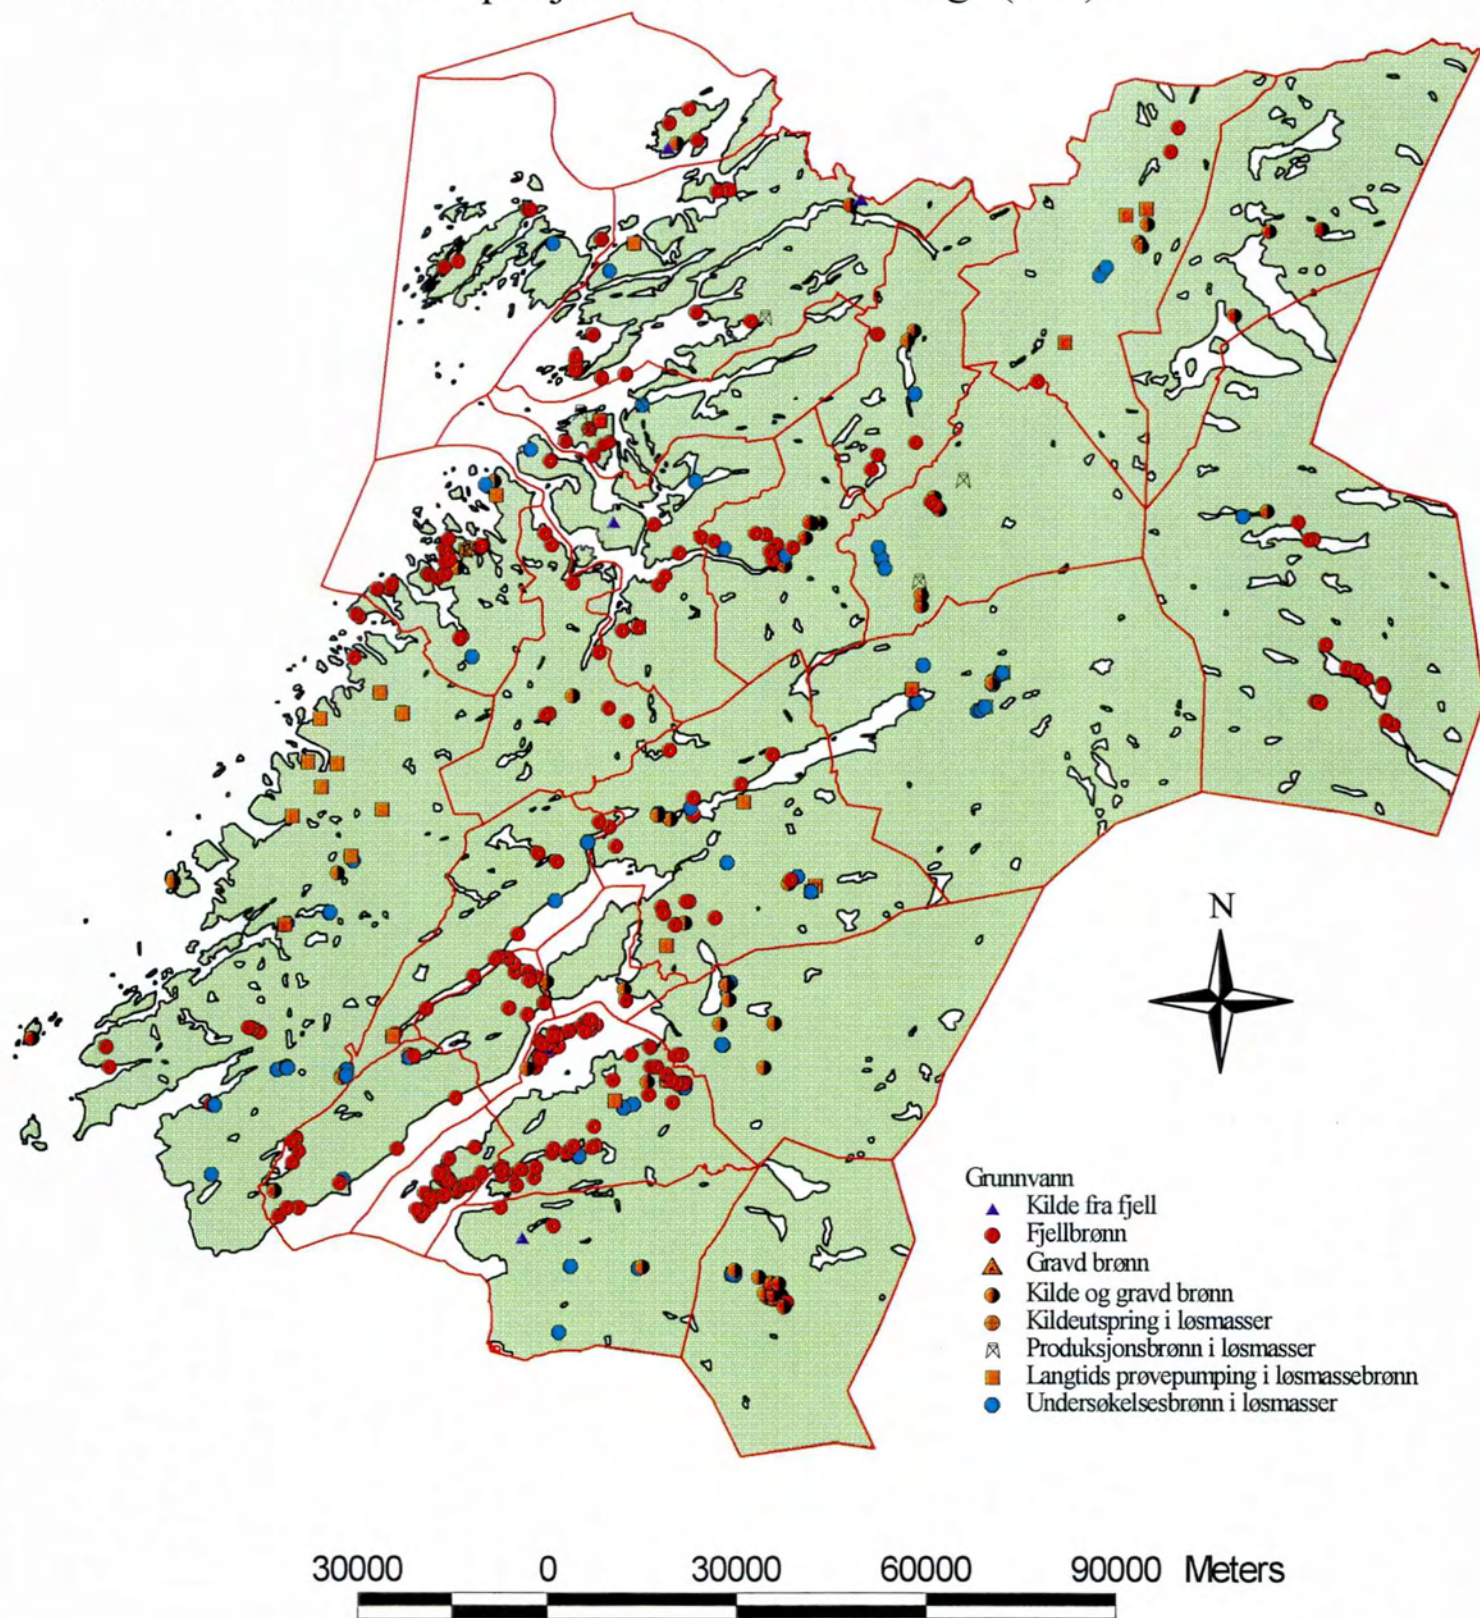 N
Grunnvann
Kilde fra fjell
Fjellbrønn
Gravd brønn
Kilde og gravd brønn
Kildeutspring i løsmasser
Produksjonsbrønn i løsmasser
Langtids prøvepumping i løsmassebrønn
Undersøkelsesbrønn i løsmasser
30000 0 30000 60000 90000 Meters